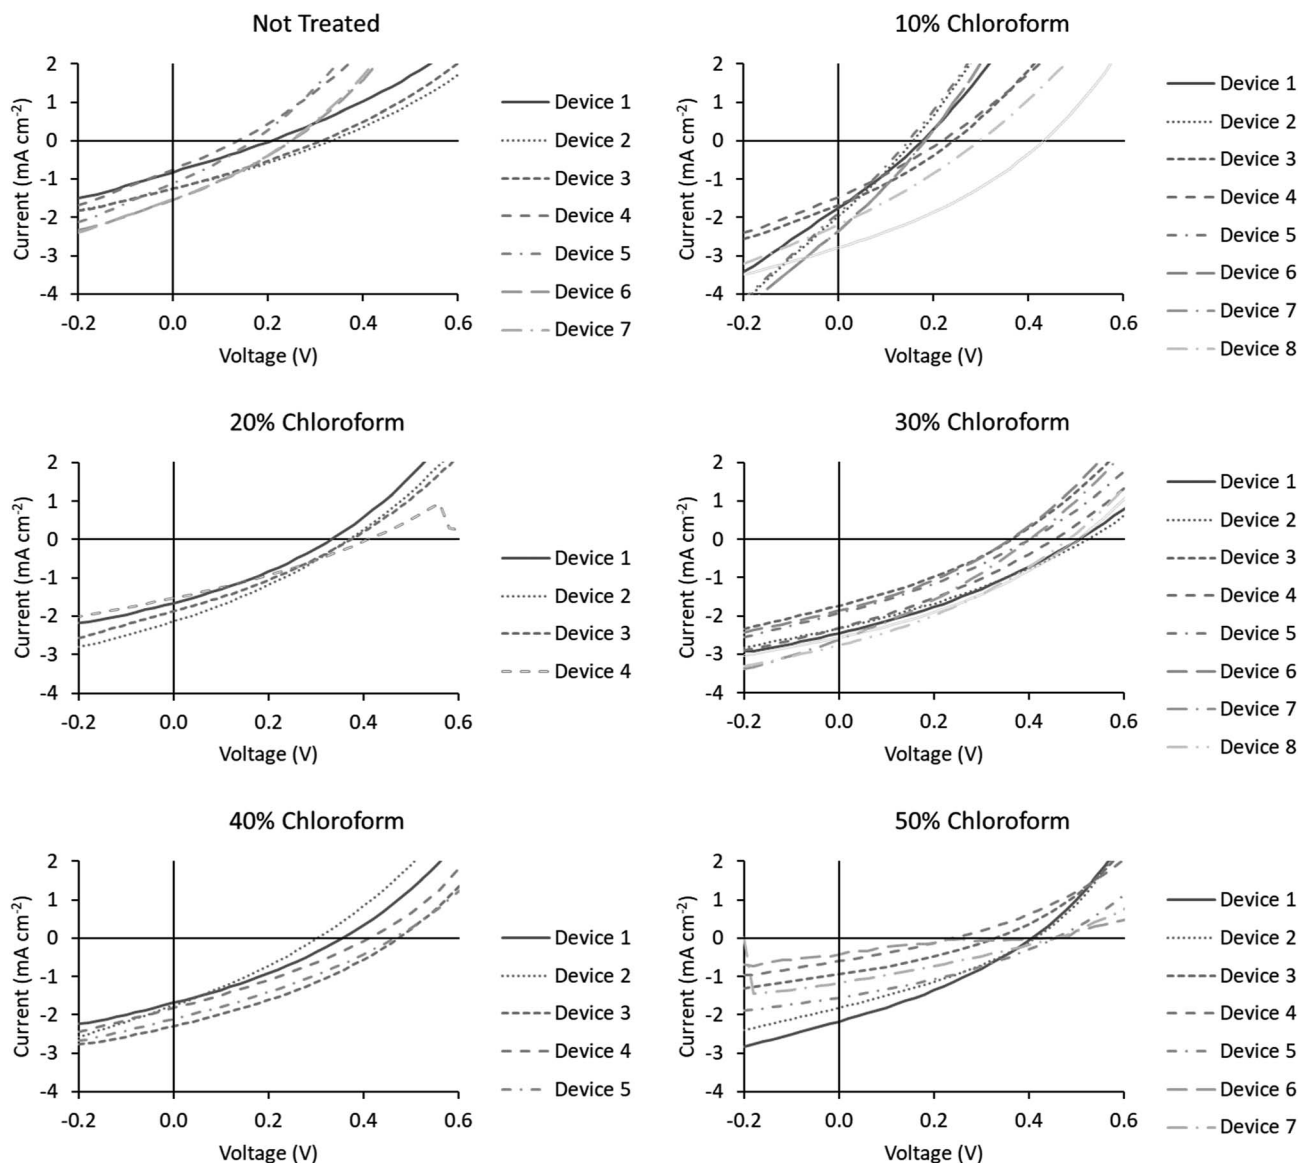 Not Treated
2
1
0
-1
-2
-3
-4
Current (mA cm-2)
-0.2 0.0 0.2 0.4 0.6
Voltage (V)
Device 1
Device 2
Device 3
Device 4
Device 5
Device 6
Device 7
10% Chloroform
2
1
0
-1
-2
-3
-4
Current (mA cm-2)
-0.2 0.0 0.2 0.4 0.6
Voltage (V)
Device 1
Device 2
Device 3
Device 4
Device 5
Device 6
Device 7
Device 8
20% Chloroform
2
1
0
-1
-2
-3
-4
Current (mA cm-2)
-0.2 0.0 0.2 0.4 0.6
Voltage (V)
Device 1
Device 2
Device 3
Device 4
30% Chloroform
2
1
0
-1
-2
-3
-4
Current (mA cm-2)
-0.2 0.0 0.2 0.4 0.6
Voltage (V)
Device 1
Device 2
Device 3
Device 4
Device 5
Device 6
Device 7
Device 8
40% Chloroform
2
1
0
-1
-2
-3
-4
Current (mA cm-2)
-0.2 0.0 0.2 0.4 0.6
Voltage (V)
Device 1
Device 2
Device 3
Device 4
Device 5
50% Chloroform
2
1
0
-1
-2
-3
-4
Current (mA cm-2)
-0.2 0.0 0.2 0.4 0.6
Voltage (V)
Device 1
Device 2
Device 3
Device 4
Device 5
Device 6
Device 7